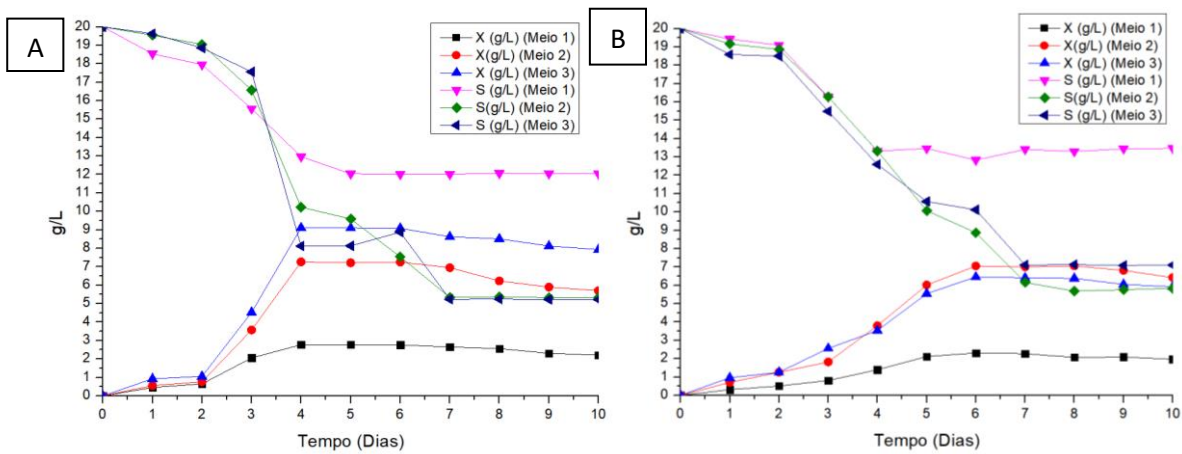 A
20
19
18
17
16
15
14
13
12
11
10
9
8
7
6
5
4
3
2
1
0
g/L
0 1 2 3 4 5 6 7 8 9 10
Tempo (Dias)
X (g/L) (Meio 1)
X(g/L) (Meio 2)
X (g/L) (Meio 3)
S (g/L) (Meio 1)
S(g/L) (Meio 2)
S (g/L) (Meio 3)
B
20
19
18
17
16
15
14
13
12
11
10
9
8
7
6
5
4
3
2
1
0
g/L
0 1 2 3 4 5 6 7 8 9 10
Tempo (Dias)
X (g/L) (Meio 1)
X(g/L) (Meio 2)
X (g/L) (Meio 3)
S (g/L) (Meio 1)
S(g/L) (Meio 2)
S (g/L) (Meio 3)